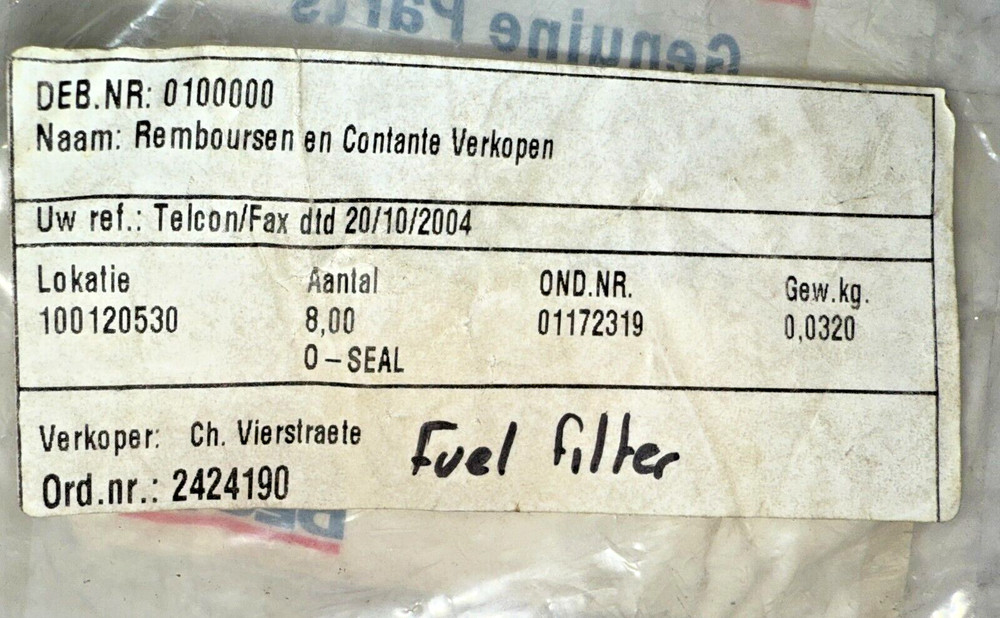 Genuine Parts
DEB.NR: 0100000
Naam: Remboursen en Contante Verkopen
Uw ref.: Telcon/Fax dtd 20/10/2004
Lokatie Aantal OND.NR. Gew.kg.
100120530 8,00 01172319 0,0320
O-SEAL
Verkoper: Ch. Vierstraete Fuel filter
Ord.nr.: 2424190